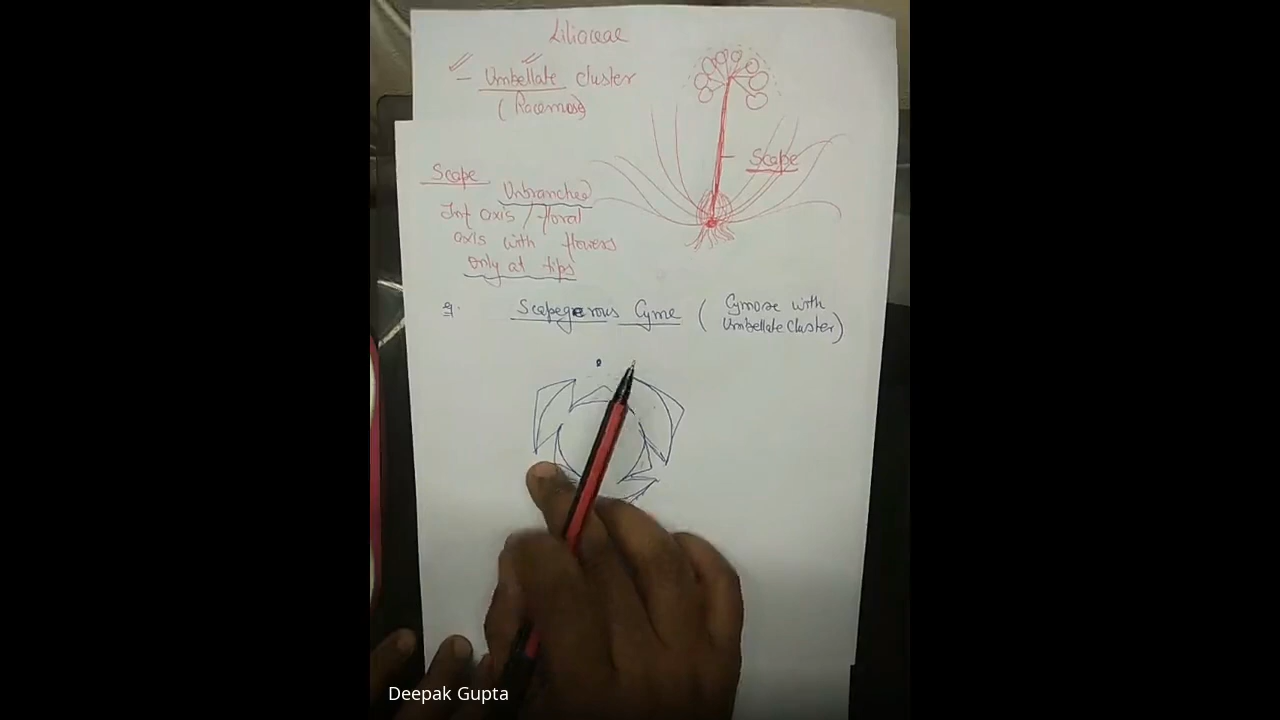 Liliaceae
- Umbellate cluster
(Racemose)
Scape
Scape
Unbranched
Inf axis / floral
axis with flowers
only at tips
Q. Scapegerous Cyme ( Cymose with
Umbellate Cluster)
Deepak Gupta